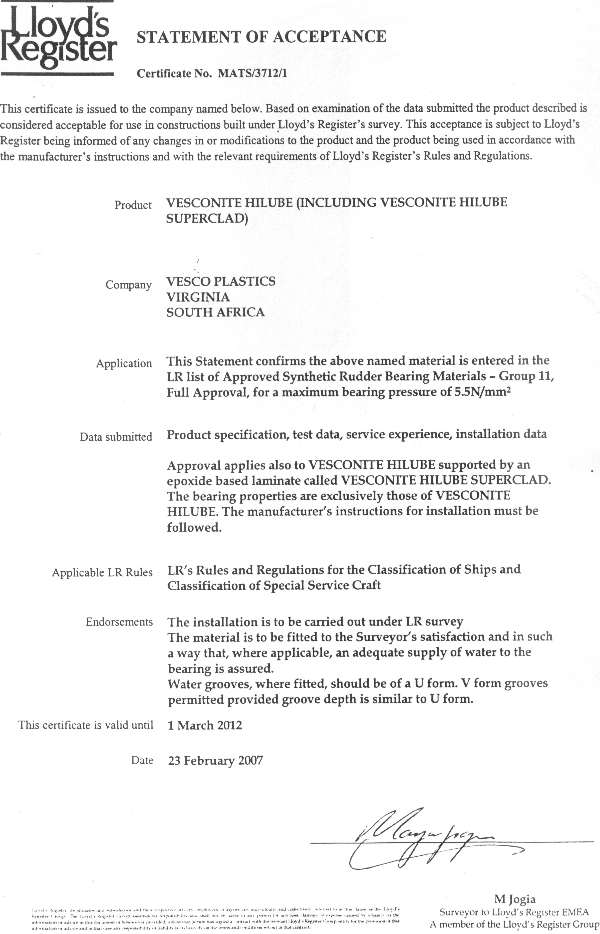 Lloyd's
Register
STATEMENT OF ACCEPTANCE
Certificate No. MATS/3712/1
This certificate is issued to the company named below. Based on examination of the data submitted the product described is
considered acceptable for use in constructions built under Lloyd's Register's survey. This acceptance is subject to Lloyd's
Register being informed of any changes in or modifications to the product and the product being used in accordance with
the manufacturer's instructions and with the relevant requirements of Lloyd's Register's Rules and Regulations.
Product VESCONITE HILUBE (INCLUDING VESCONITE HILUBE
SUPERCLAD)
Company VESCO PLASTICS
VIRGINIA
SOUTH AFRICA
Application This Statement confirms the above named material is entered in the
LR list of Approved Synthetic Rudder Bearing Materials – Group 11,
Full Approval, for a maximum bearing pressure of 5.5N/mm²
Data submitted Product specification, test data, service experience, installation data
Approval applies also to VESCONITE HILUBE supported by an
epoxide based laminate called VESCONITE HILUBE SUPERCLAD.
The bearing properties are exclusively those of VESCONITE
HILUBE. The manufacturer's instructions for installation must be
followed.
Applicable LR Rules LR's Rules and Regulations for the Classification of Ships and
Classification of Special Service Craft
Endorsements The installation is to be carried out under LR survey
The material is to be fitted to the Surveyor's satisfaction and in such
a way that, where applicable, an adequate supply of water to the
bearing is assured.
Water grooves, where fitted, should be of a U form. V form grooves
permitted provided groove depth is similar to U form.
This certificate is valid until 1 March 2012
Date 23 February 2007
M Jogia
Surveyor to Lloyd's Register EMEA
A member of the Lloyd's Register Group